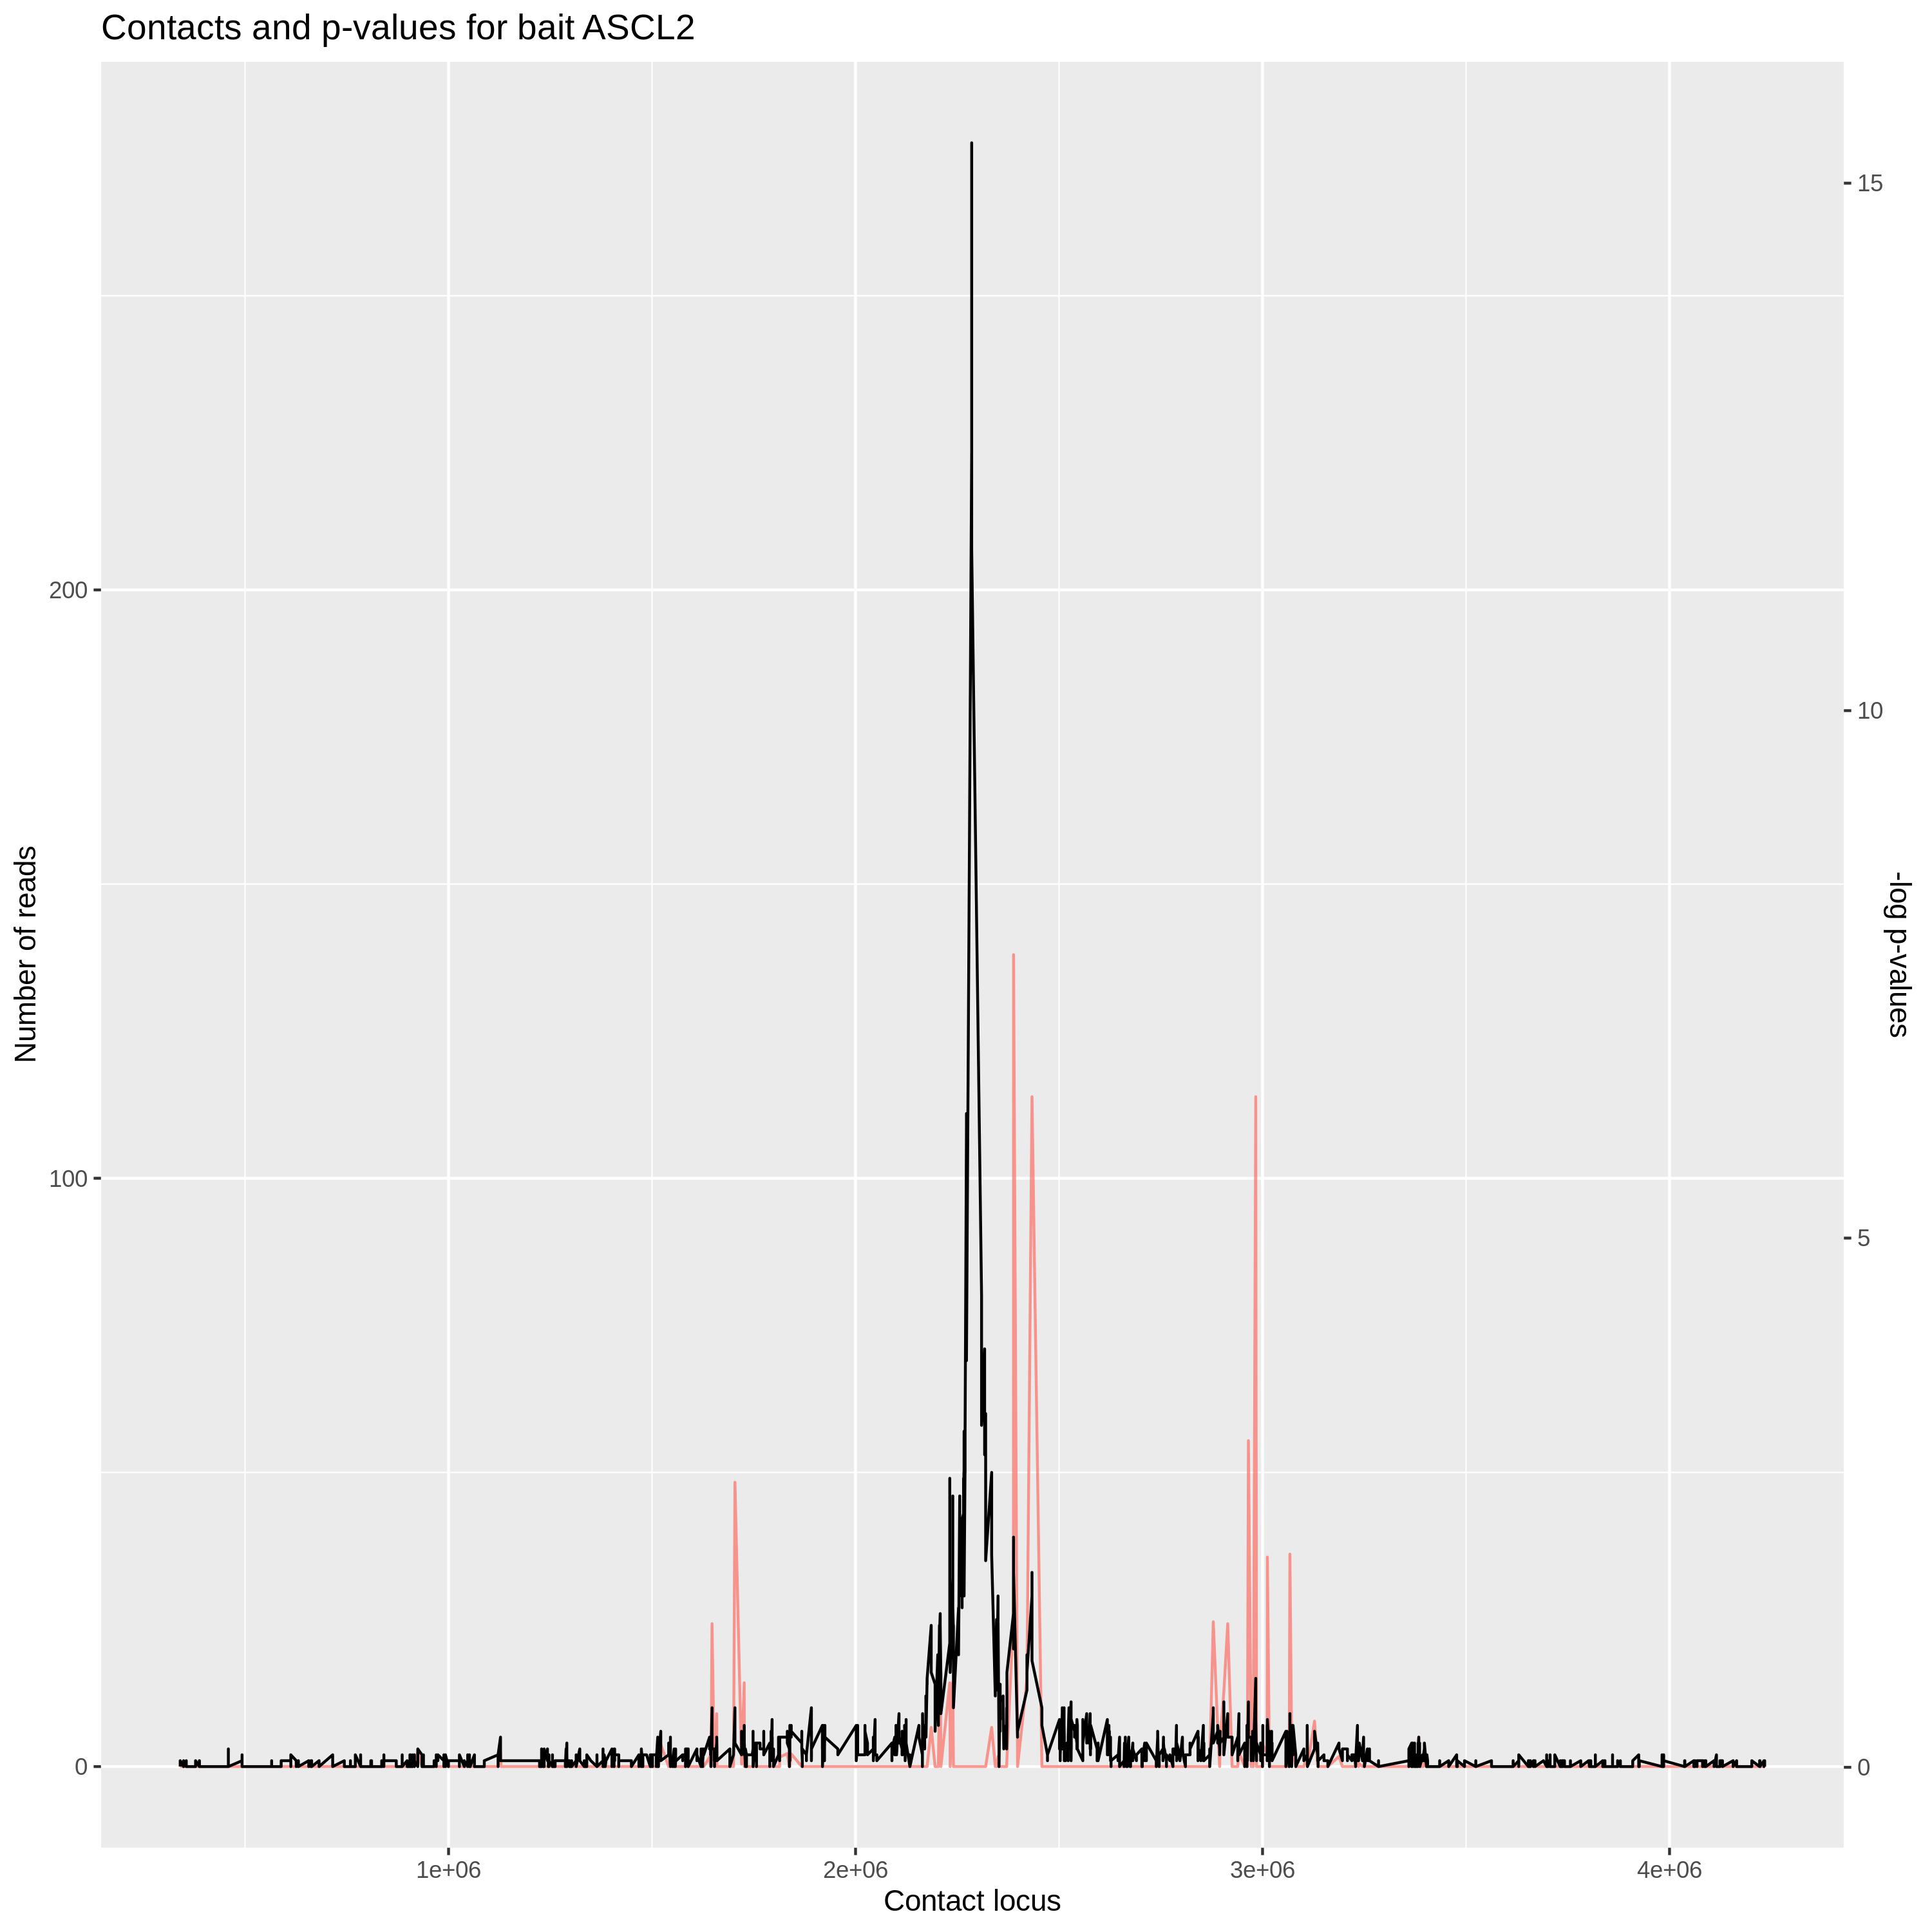 Contacts and p-values for bait ASCL2
15
200
10
Number of reads
-log p-values
100
5
0
0
1e+06
2e+06
3e+06
4e+06
Contact locus